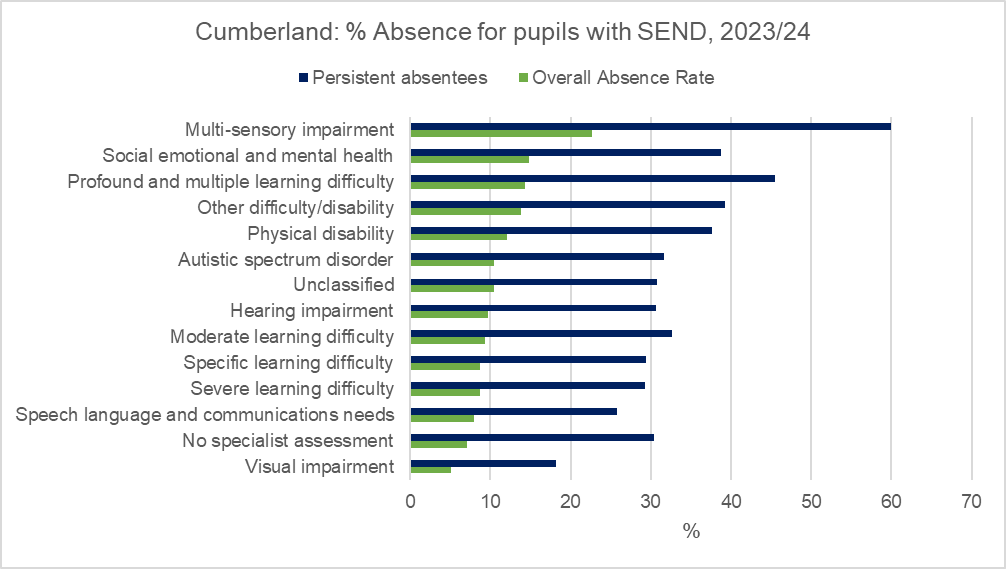 Cumberland: % Absence for pupils with SEND, 2023/24
Persistent absentees Overall Absence Rate
Multi-sensory impairment
Social emotional and mental health
Profound and multiple learning difficulty
Other difficulty/disability
Physical disability
Autistic spectrum disorder
Unclassified
Hearing impairment
Moderate learning difficulty
Specific learning difficulty
Severe learning difficulty
Speech language and communications needs
No specialist assessment
Visual impairment
0 10 20 30 40 50 60 70
%